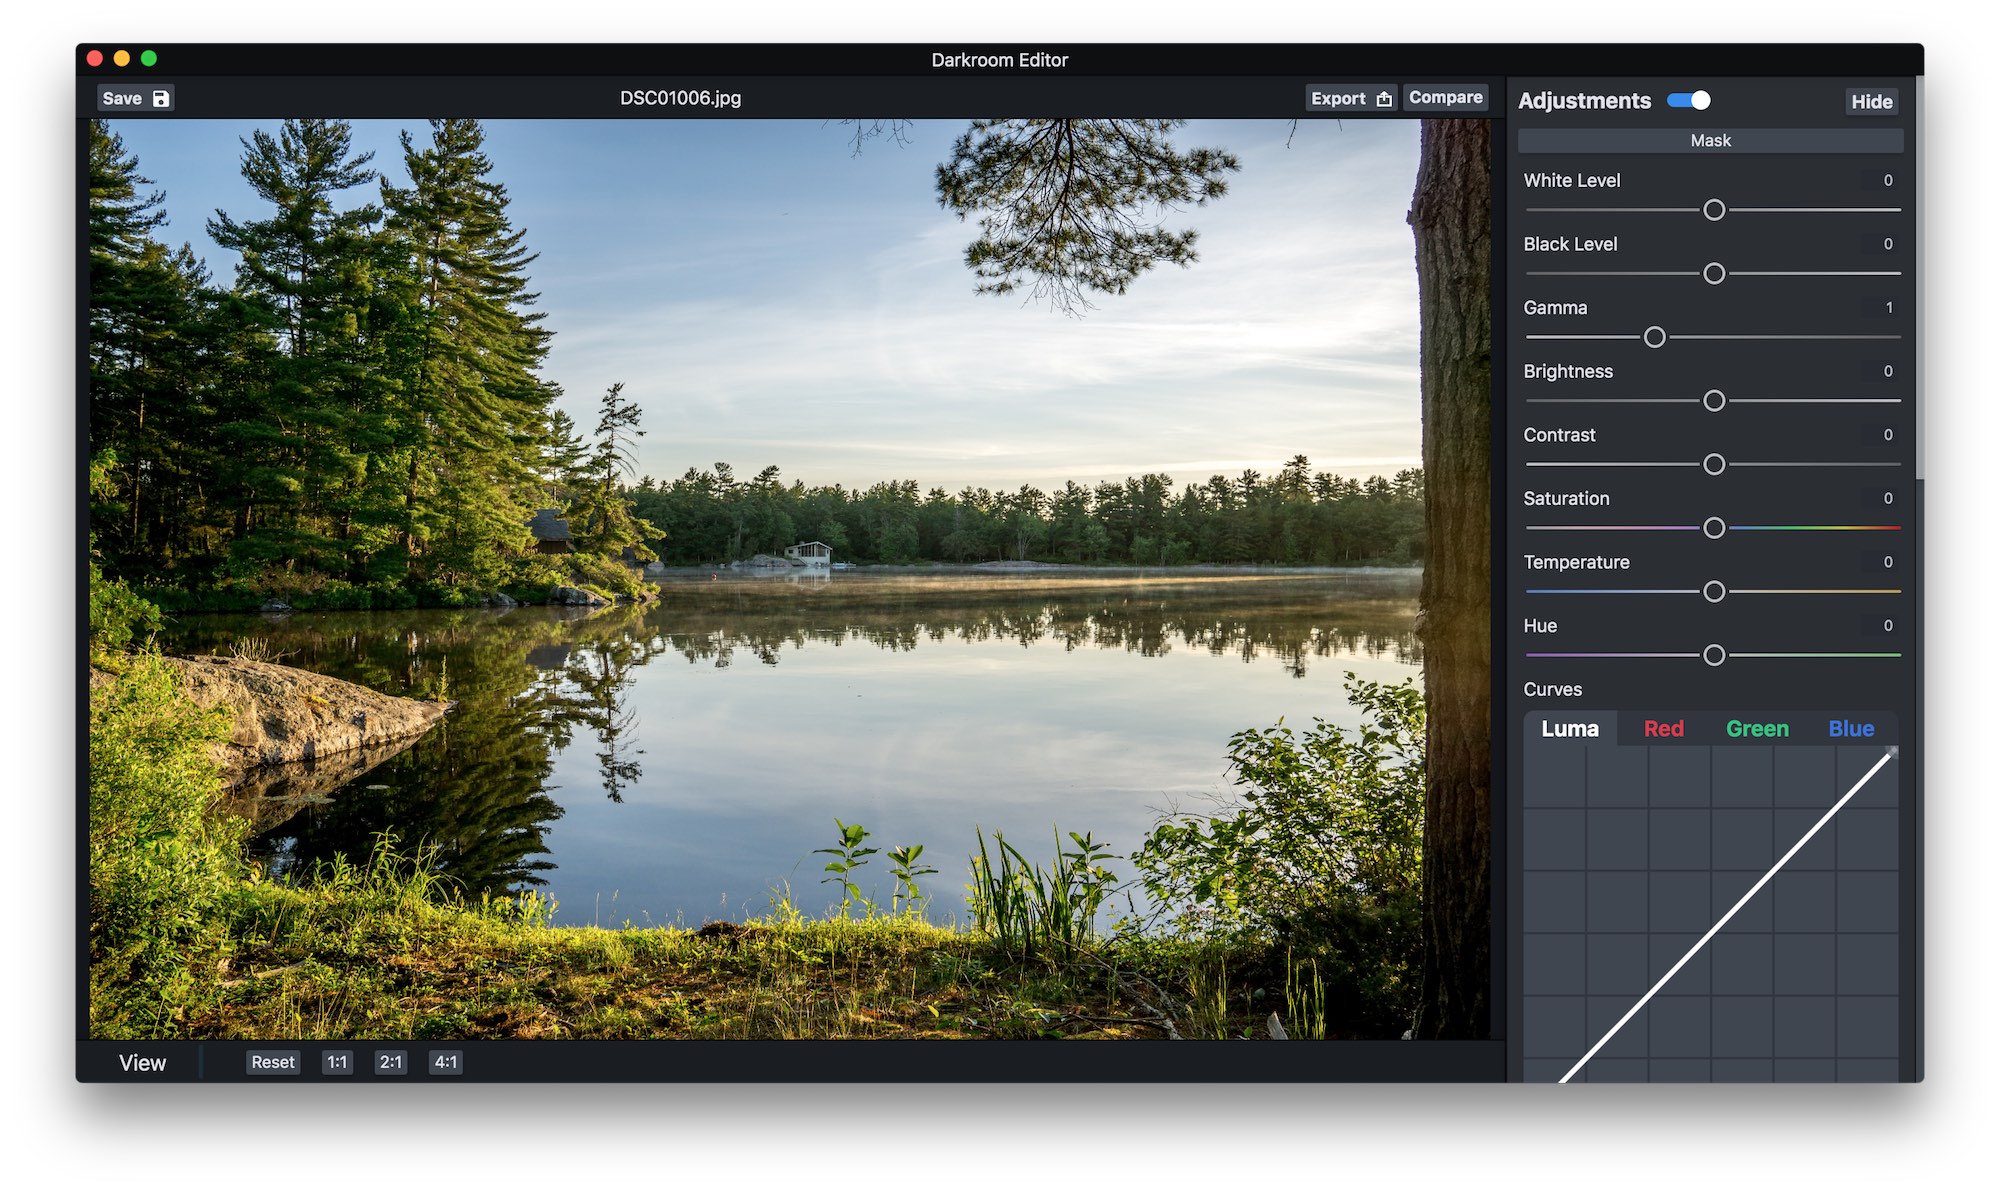 Darkroom Editor
Save
DSC01006.jpg
Export
Compare
Adjustments
Hide
Mask
White Level 0
Black Level 0
Gamma 1
Brightness 0
Contrast 0
Saturation 0
Temperature 0
Hue 0
Curves
Luma Red Green Blue
View
Reset 1:1 2:1 4:1